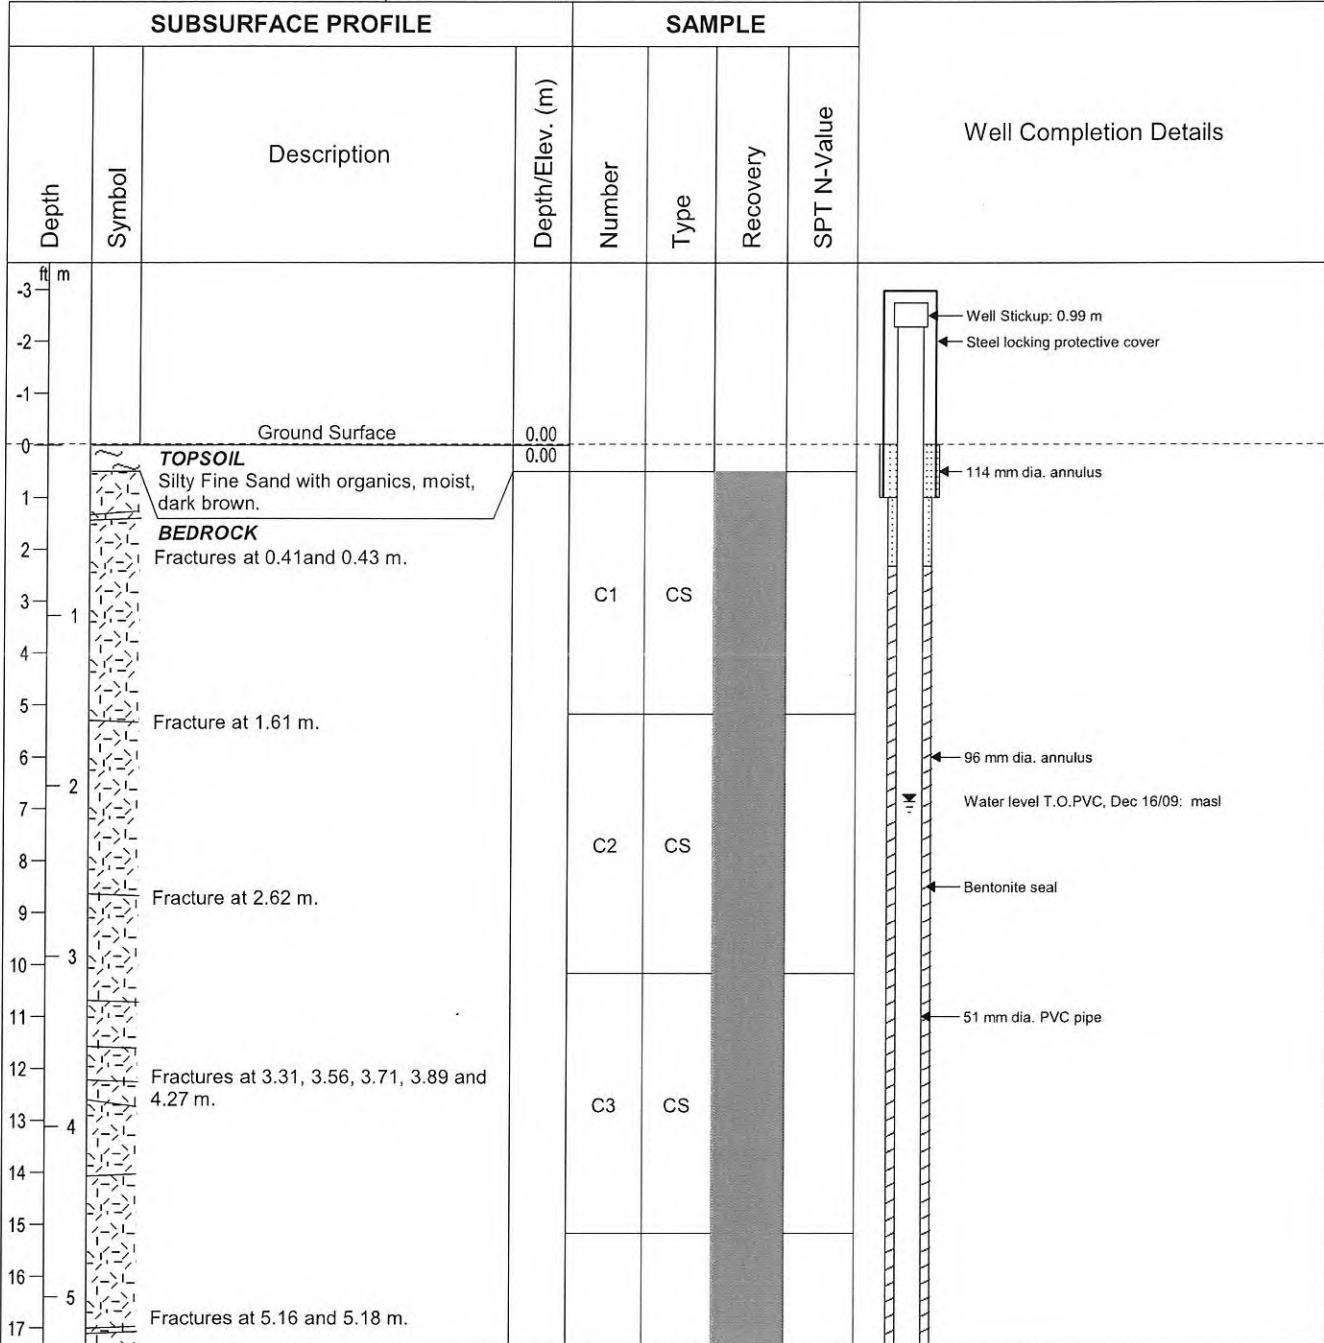 SUBSURFACE PROFILE
SAMPLE
Depth
Symbol
Description
Depth/Elev. (m)
Number
Type
Recovery
SPT N-Value
Well Completion Details
ft m
-3
Well Stickup: 0.99 m
-2
Steel locking protective cover
-1
Ground Surface
0.00
0
TOPSOIL
0.00
Silty Fine Sand with organics, moist,
114 mm dia. annulus
1
dark brown.
BEDROCK
2
Fractures at 0.41and 0.43 m.
3
1
C1
CS
4
5
Fracture at 1.61 m.
6
96 mm dia. annulus
2
7
Water level T.O.PVC, Dec 16/09: masl
8
C2
CS
Bentonite seal
Fracture at 2.62 m.
9
3
10
11
51 mm dia. PVC pipe
12
Fractures at 3.31, 3.56, 3.71, 3.89 and
4.27 m.
C3
CS
13
4
14
15
16
5
Fractures at 5.16 and 5.18 m.
17